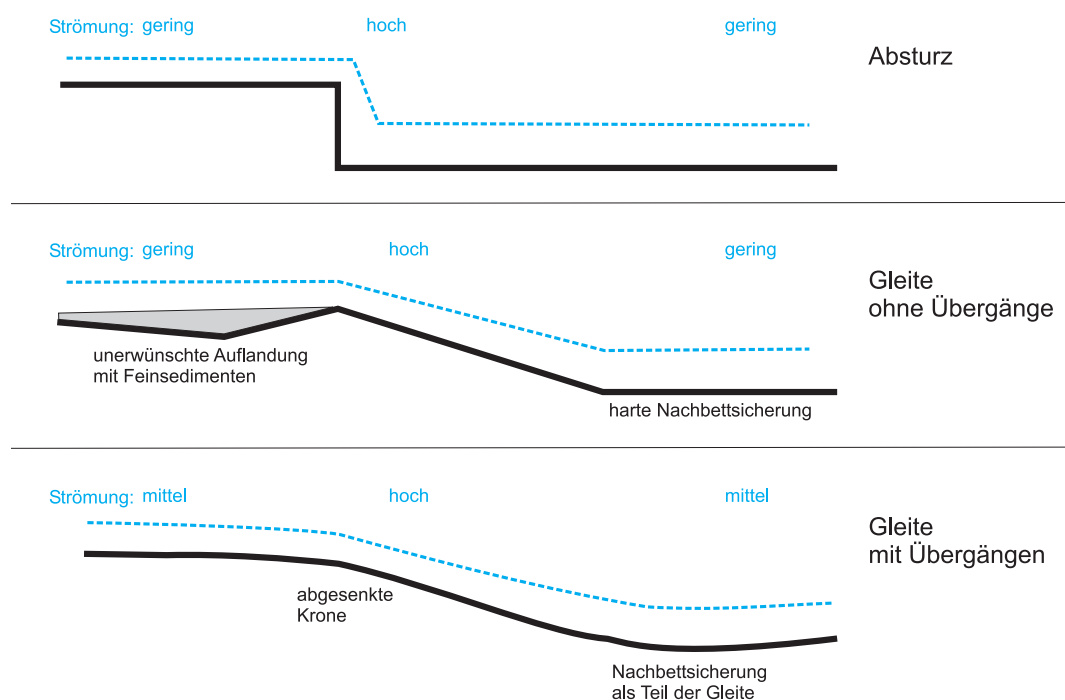 Strömung: gering hoch gering
Absturz
Strömung: gering hoch gering
Gleite
ohne Übergänge
unerwünschte Auflandung
mit Feinsedimenten
harte Nachbettsicherung
Strömung: mittel hoch mittel
Gleite
mit Übergängen
abgesenkte
Krone
Nachbettsicherung
als Teil der Gleite